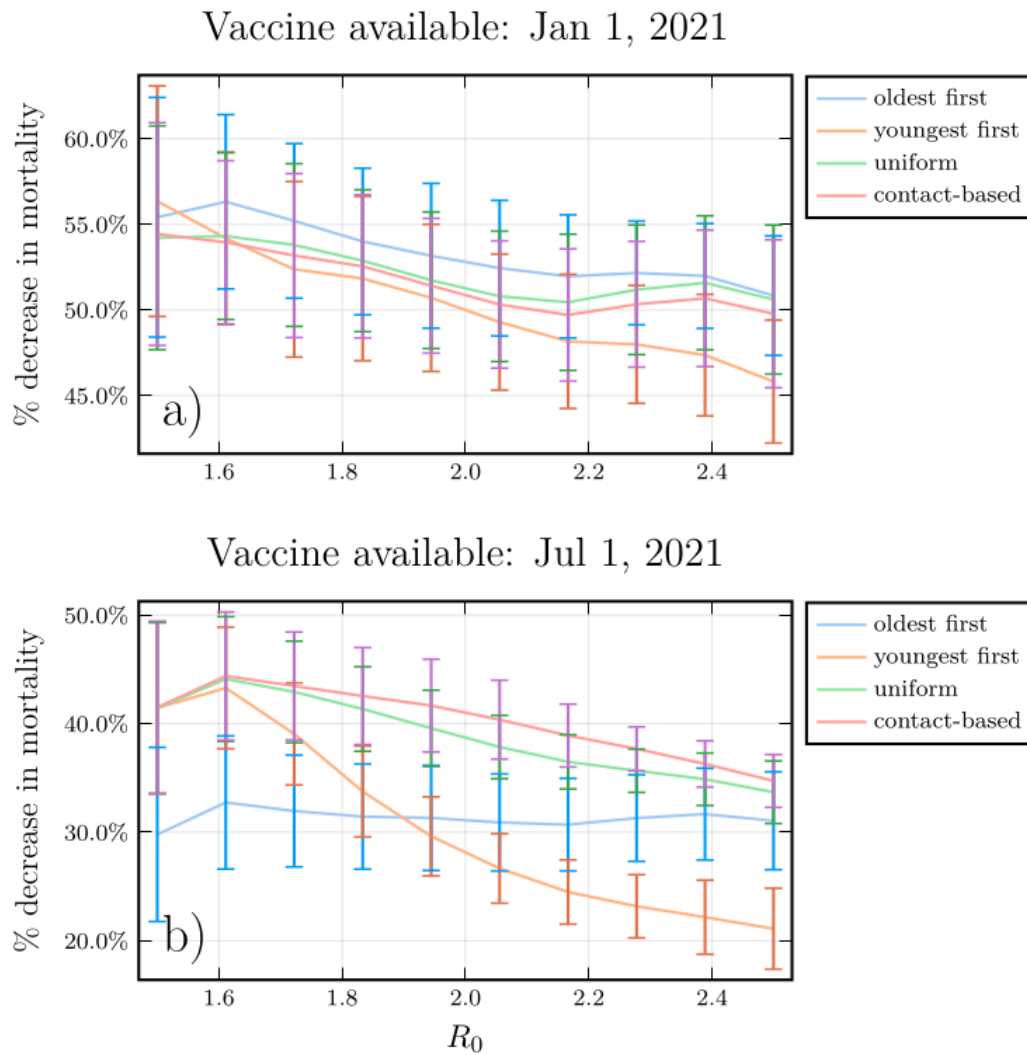 Vaccine available: Jan 1, 2021
% decrease in mortality
60.0%
55.0%
50.0%
45.0%
a)
1.6 1.8 2.0 2.2 2.4
oldest first
youngest first
uniform
contact-based
Vaccine available: Jul 1, 2021
% decrease in mortality
50.0%
40.0%
30.0%
20.0%
b)
1.6 1.8 2.0 2.2 2.4
R₀
oldest first
youngest first
uniform
contact-based